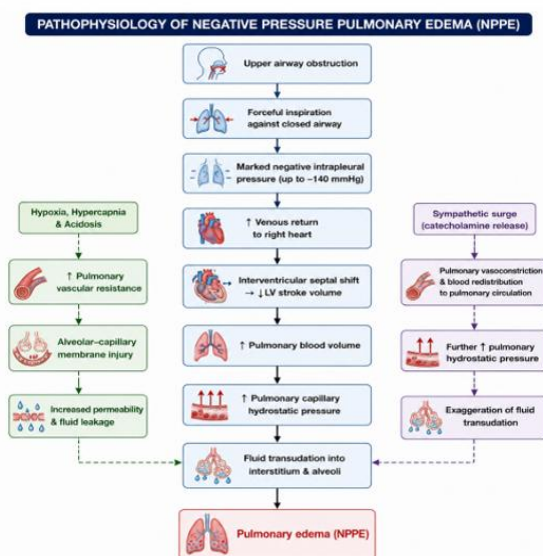 PATHOPHYSIOLOGY OF NEGATIVE PRESSURE PULMONARY EDEMA (NPPE)
Upper airway obstruction
Forceful inspiration
against closed airway
Marked negative intrapleural
pressure (up to −140 mmHg)
↑ Venous return
to right heart
Interventricular septal shift
→ ↓ LV stroke volume
↑ Pulmonary blood volume
↑ Pulmonary capillary
hydrostatic pressure
Fluid transudation into
interstitium & alveoli
Pulmonary edema (NPPE)
Hypoxia, Hypercapnia
& Acidosis
↑ Pulmonary
vascular resistance
Alveolar–capillary
membrane injury
Increased permeability
& fluid leakage
Sympathetic surge
(catecholamine release)
Pulmonary vasoconstriction
& blood redistribution
to pulmonary circulation
Further ↑ pulmonary
hydrostatic pressure
Exaggeration of fluid
transudation